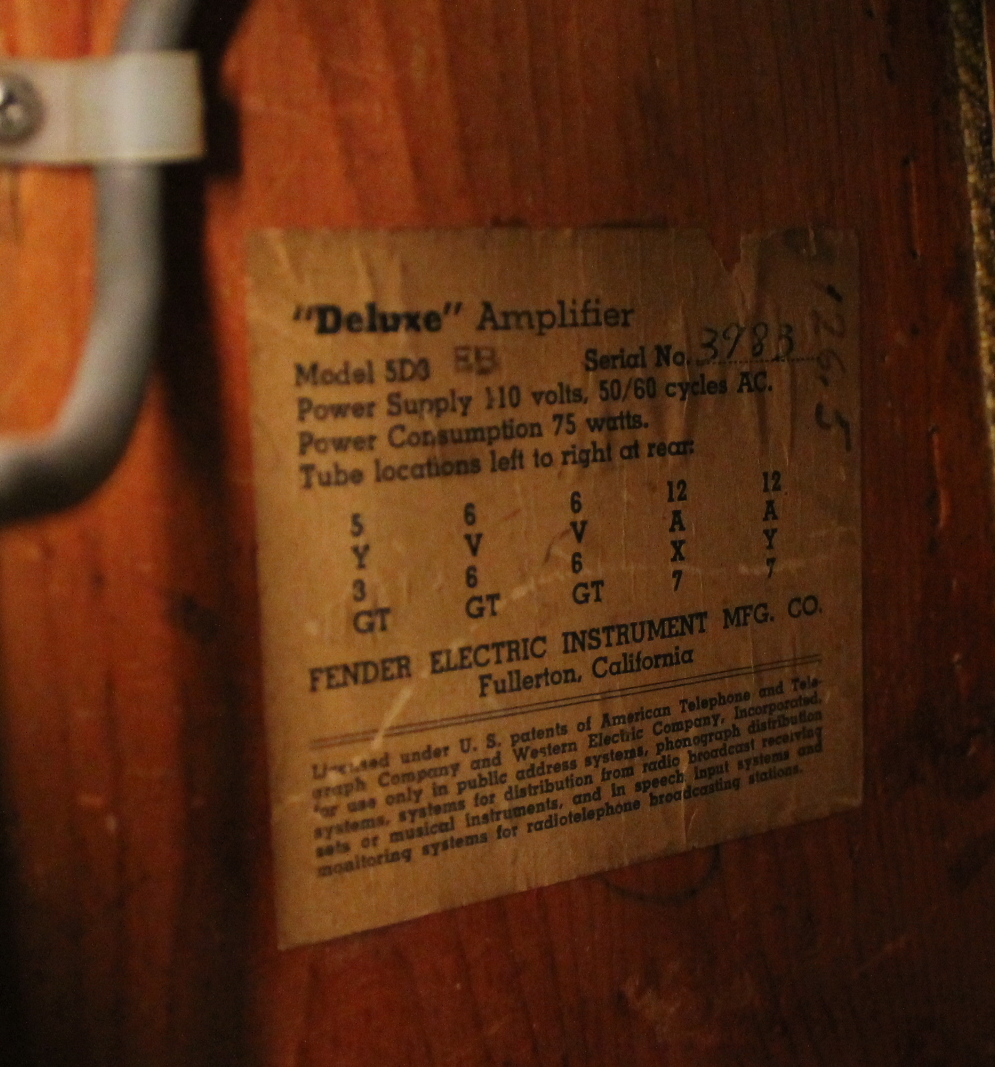 "Deluxe" Amplifier
Model 5D3 EB Serial No. 3983
Power Supply 110 volts, 50/60 cycles AC.
Power Consumption 75 watts.
Tube locations left to right at rear:
5 6 6 12 12
Y V V A A
3 6 6 X Y
GT GT GT 7 7
FENDER ELECTRIC INSTRUMENT MFG. CO.
Fullerton, California
Licensed under U. S. patents of American Telephone and Tele-
graph Company and Western Electric Company, Incorporated,
for use only in public address systems, phonograph distribution
systems, systems for distribution from radio broadcast receiving
sets or musical instruments, and in speech input systems and
monitoring systems for radiotelephone broadcasting stations.